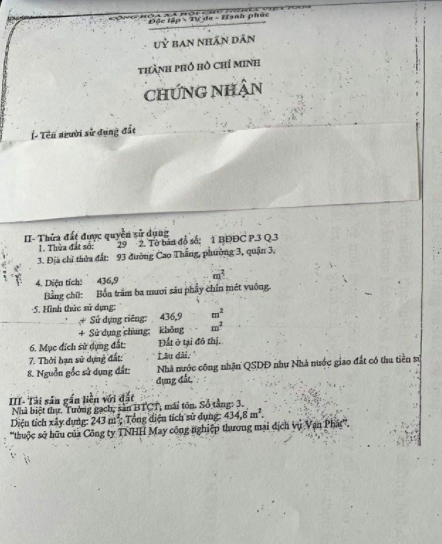 CỘNG HÒA XÃ HỘI CHỦ NGHĨA VIỆT NAM
Độc lập - Tự do - Hạnh phúc
UỶ BAN NHÂN DÂN
THÀNH PHỐ HỒ CHÍ MINH
CHỨNG NHẬN
I- Tên người sử dụng đất
II- Thửa đất được quyền sử dụng
1. Thửa đất số: 29 2. Tờ bản đồ số: 1 BĐĐC P.3 Q.3
3. Địa chỉ thửa đất: 93 đường Cao Thắng, phường 3, quận 3.
4. Diện tích: 436,9 m²
Bằng chữ: Bốn trăm ba mươi sáu phẩy chín mét vuông.
5. Hình thức sử dụng:
+ Sử dụng riêng: 436,9 m²
+ Sử dụng chung: không m²
6. Mục đích sử dụng đất: Đất ở tại đô thị.
7. Thời hạn sử dụng đất: Lâu dài.
8. Nguồn gốc sử dụng đất: Nhà nước công nhận QSDĐ như Nhà nước giao đất có thu tiền sử
dụng đất.
III- Tài sản gắn liền với đất
Nhà biệt thự. Tường gạch, sàn BTCT, mái tôn. Số tầng: 3.
Diện tích xây dựng: 243 m²; Tổng diện tích sử dụng: 434,8 m².
"thuộc sở hữu của Công ty TNHH May công nghiệp thương mại dịch vụ Vạn Phát".